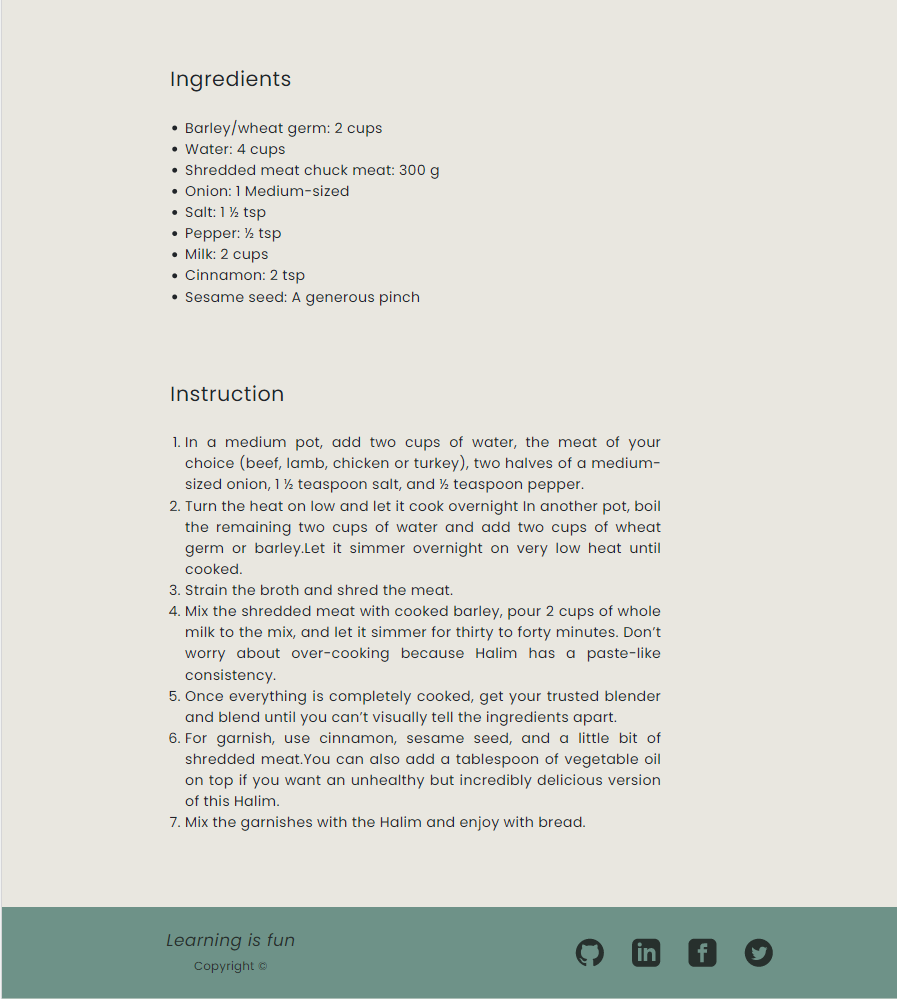 Ingredients
• Barley/wheat germ: 2 cups
• Water: 4 cups
• Shredded meat chuck meat: 300 g
• Onion: 1 Medium-sized
• Salt: 1 ½ tsp
• Pepper: ½ tsp
• Milk: 2 cups
• Cinnamon: 2 tsp
• Sesame seed: A generous pinch
Instruction
1. In a medium pot, add two cups of water, the meat of your
choice (beef, lamb, chicken or turkey), two halves of a medium-
sized onion, 1 ½ teaspoon salt, and ½ teaspoon pepper.
2. Turn the heat on low and let it cook overnight In another pot, boil
the remaining two cups of water and add two cups of wheat
germ or barley.Let it simmer overnight on very low heat until
cooked.
3. Strain the broth and shred the meat.
4. Mix the shredded meat with cooked barley, pour 2 cups of whole
milk to the mix, and let it simmer for thirty to forty minutes. Don’t
worry about over-cooking because Halim has a paste-like
consistency.
5. Once everything is completely cooked, get your trusted blender
and blend until you can’t visually tell the ingredients apart.
6. For garnish, use cinnamon, sesame seed, and a little bit of
shredded meat.You can also add a tablespoon of vegetable oil
on top if you want an unhealthy but incredibly delicious version
of this Halim.
7. Mix the garnishes with the Halim and enjoy with bread.
Learning is fun
Copyright ©